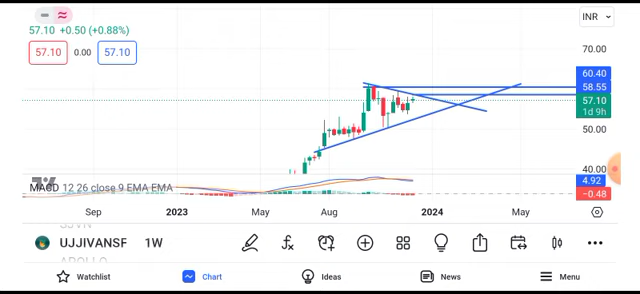 INR
57.10 +0.50 (+0.88%)
57.10 0.00 57.10
70.00
60.40
58.55
57.10
1d 9h
50.00
40.00
4.92
-0.48
MACD 12 26 close 9 EMA EMA
Sep 2023 May Aug 2024 May
SJVN
UJJIVANSF 1W
APOLLO
Watchlist Chart Ideas News Menu